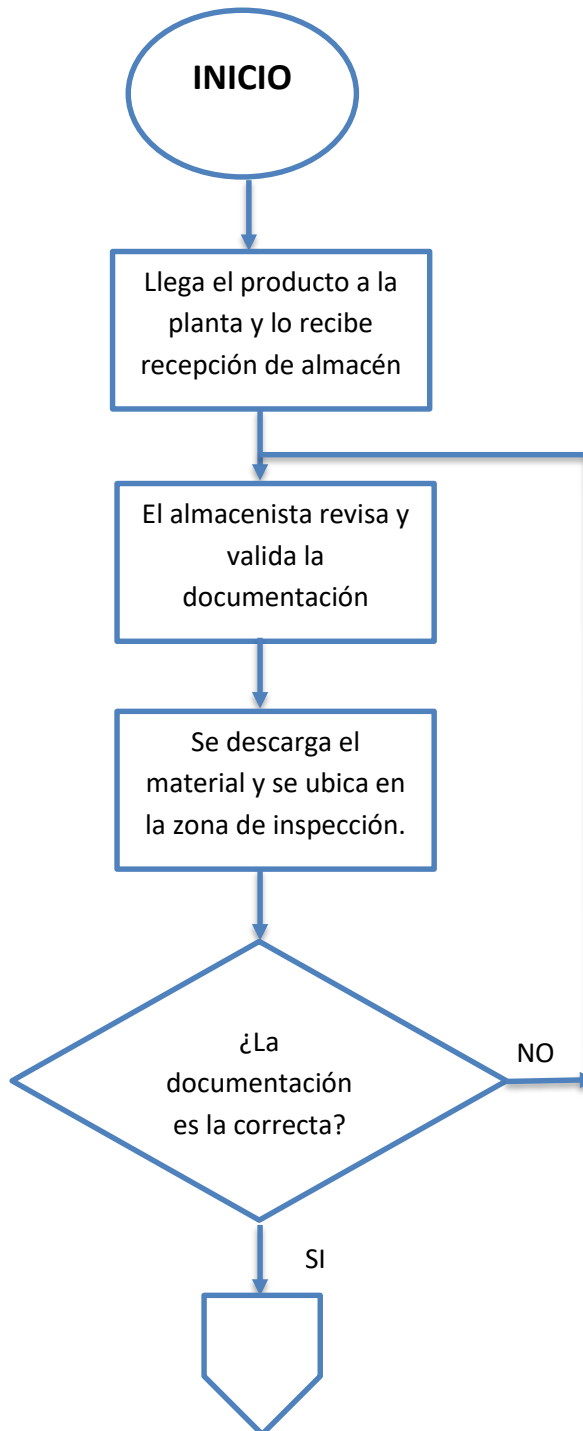 INICIO
Llega el producto a la
planta y lo recibe
recepción de almacén
El almacenista revisa y
valida la
documentación
Se descarga el
material y se ubica en
la zona de inspección.
¿La
documentación
es la correcta?
NO
SI